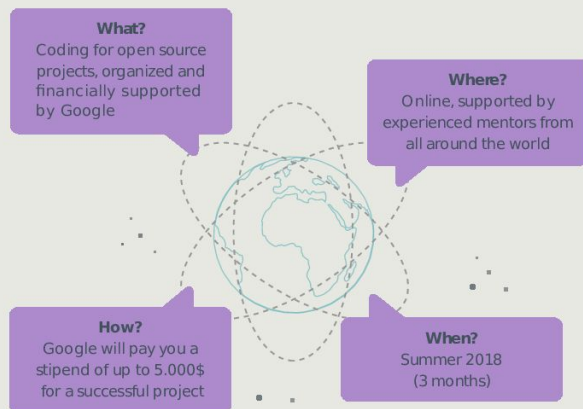 What?
Coding for open source
projects, organized and
financially supported
by Google
Where?
Online, supported by
experienced mentors from
all around the world
How?
Google will pay you a
stipend of up to 5.000$
for a successful project
When?
Summer 2018
(3 months)